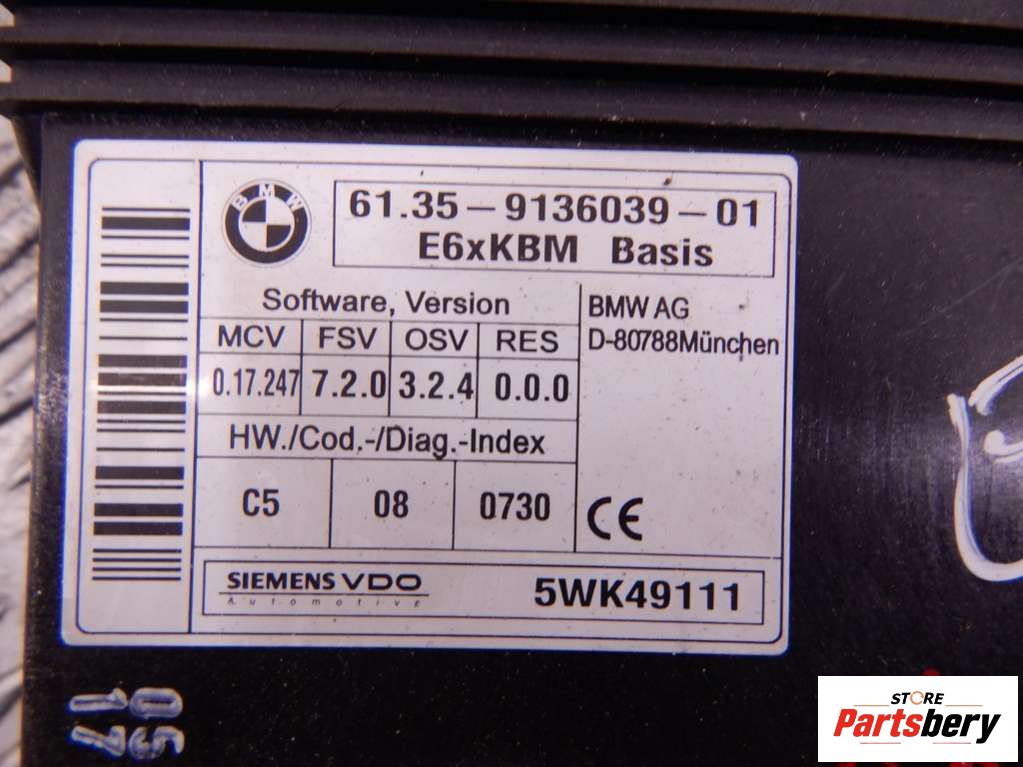 BMW
61.35-9136039-01
E6xKBM Basis
Software, Version
MCV FSV OSV RES
0.17.247 7.2.0 3.2.4 0.0.0
HW./Cod.-/Diag.-Index
C5 08 0730
BMW AG
D-80788München
CE
SIEMENS VDO
Automotive
5WK49111
STORE
Partsbery